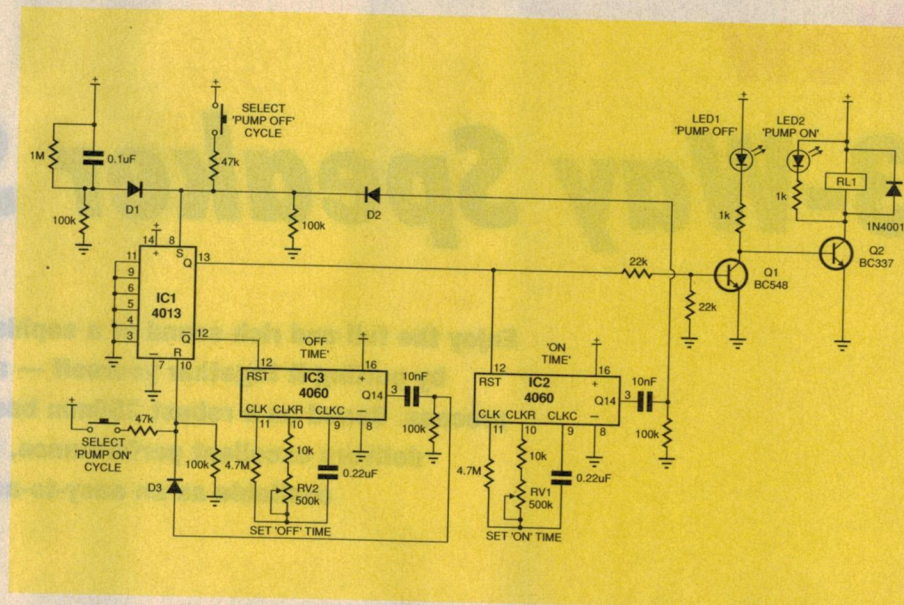 +
+
SELECT
'PUMP OFF'
CYCLE
47k
1M
0.1uF
100k
D1
100k
D2
LED1
'PUMP OFF'
+
LED2
'PUMP ON'
+
1k
1k
RL1
1N4001
Q1
BC548
Q2
BC337
22k
22k
+
14 8
+ S
Q 13
11
9
6
5
4
3
IC1
4013
Q 12
– R
7 10
+
47k
SELECT
'PUMP ON'
CYCLE
D3
100k
'OFF
TIME'
+
12 16
RST
IC3
4060
Q14 3
CLK CLKR CLKC –
11 10 9 8
10nF
100k
4.7M
10k
0.22uF
RV2
500k
SET 'OFF' TIME
'ON
TIME'
+
12 16
RST +
IC2
4060
Q14 3
CLK CLKR CLKC –
11 10 9 8
10nF
100k
4.7M
10k
0.22uF
RV1
500k
SET 'ON' TIME